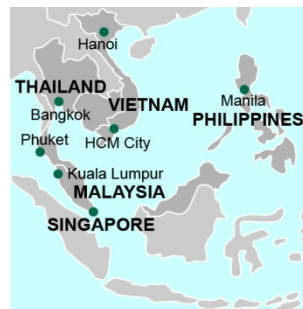 Hanoi
THAILAND
Bangkok
VIETNAM
Manila
PHILIPPINES
Phuket
HCM City
Kuala Lumpur
MALAYSIA
SINGAPORE